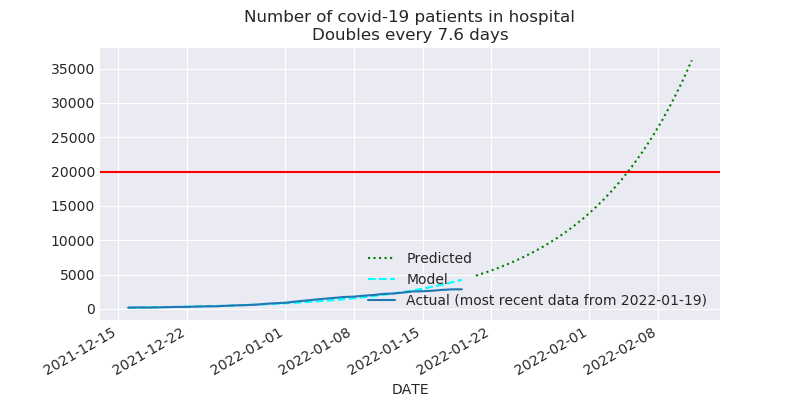 Number of covid-19 patients in hospital
Doubles every 7.6 days
35000
30000
25000
20000
15000
10000
5000
0
Predicted
Model
Actual (most recent data from 2022-01-19)
2021-12-15
2021-12-22
2022-01-01
2022-01-08
2022-01-15
2022-01-22
2022-02-01
2022-02-08
DATE